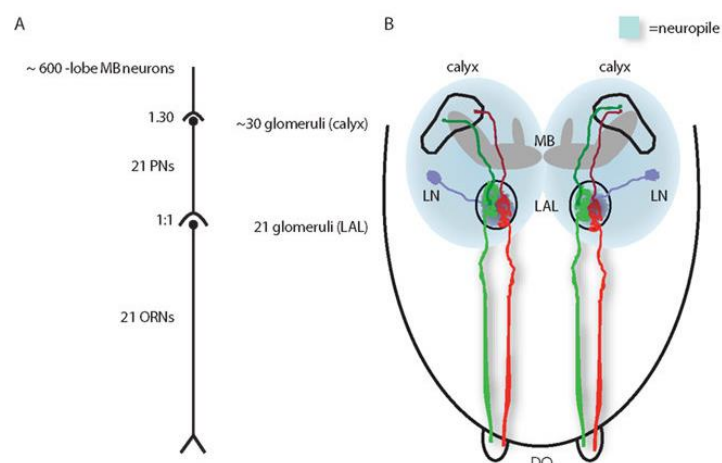 A
~ 600 -lobe MB neurons
1.30
~30 glomeruli (calyx)
21 PNs
1:1
21 glomeruli (LAL)
21 ORNs
B
=neuropile
calyx
calyx
MB
LN
LAL
LN
DO